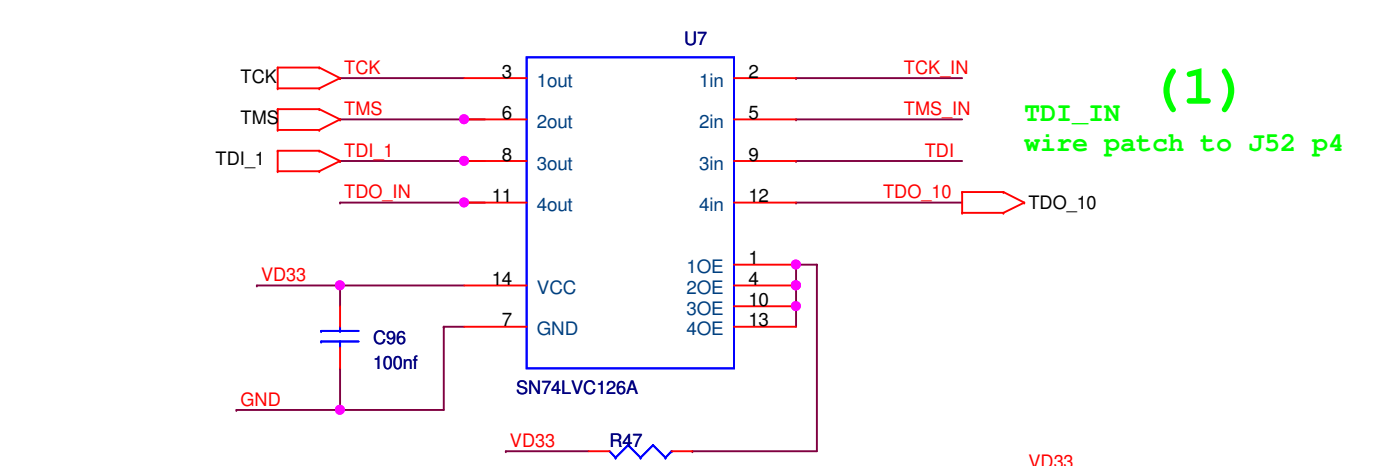 U7
TCK TCK 3 1out 1in 2 TCK_IN
(1)
TMS TMS 6 2out 2in 5 TMS_IN
TDI_IN
wire patch to J52 p4
TDI_1 TDI_1 8 3out 3in 9 TDI
TDO_IN 11 4out 4in 12 TDO_10 TDO_10
1OE 1
VD33 14 VCC 2OE 4
3OE 10
7 GND 4OE 13
C96
100nf
SN74LVC126A
GND
VD33 R47
VD33